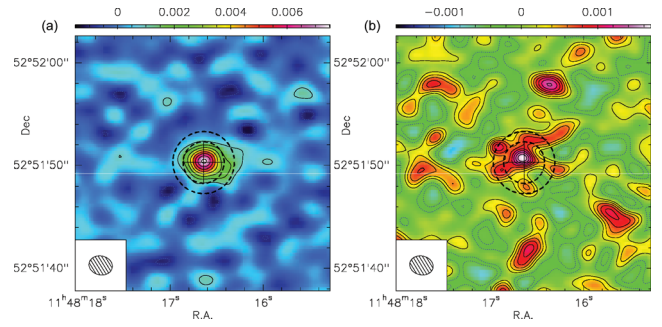 (a)
0 0.002 0.004 0.006
(b)
−0.001 0 0.001
52°52'00"
52°51'50"
52°51'40"
Dec
11ʰ48ᵐ18ˢ 17ˢ 16ˢ
R.A.
52°52'00"
52°51'50"
52°51'40"
Dec
11ʰ48ᵐ18ˢ 17ˢ 16ˢ
R.A.